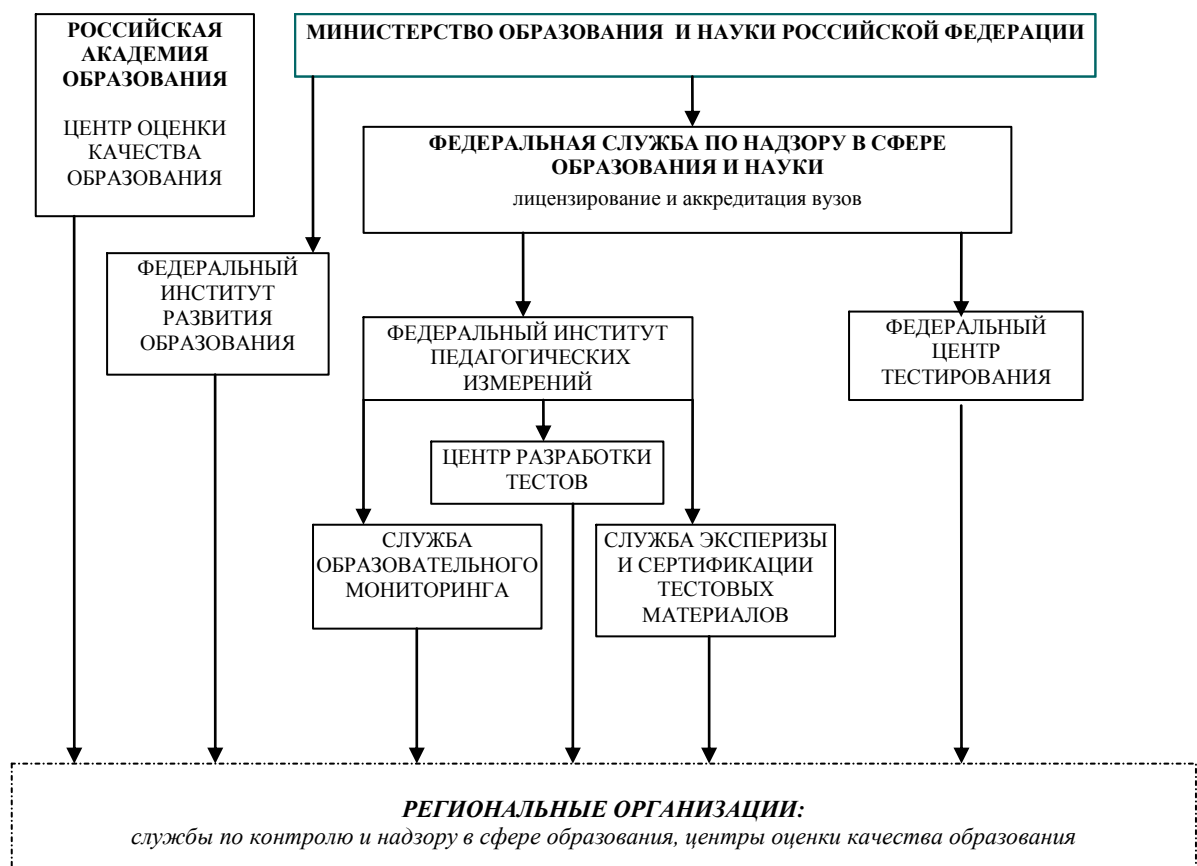 РОССИЙСКАЯ
АКАДЕМИЯ
ОБРАЗОВАНИЯ
ЦЕНТР ОЦЕНКИ
КАЧЕСТВА
ОБРАЗОВАНИЯ
МИНИСТЕРСТВО ОБРАЗОВАНИЯ И НАУКИ РОССИЙСКОЙ ФЕДЕРАЦИИ
ФЕДЕРАЛЬНАЯ СЛУЖБА ПО НАДЗОРУ В СФЕРЕ
ОБРАЗОВАНИЯ И НАУКИ
лицензирование и аккредитация вузов
ФЕДЕРАЛЬНЫЙ
ИНСТИТУТ
РАЗВИТИЯ
ОБРАЗОВАНИЯ
ФЕДЕРАЛЬНЫЙ ИНСТИТУТ
ПЕДАГОГИЧЕСКИХ
ИЗМЕРЕНИЙ
ФЕДЕРАЛЬНЫЙ
ЦЕНТР
ТЕСТИРОВАНИЯ
ЦЕНТР РАЗРАБОТКИ
ТЕСТОВ
СЛУЖБА
ОБРАЗОВАТЕЛЬНОГО
МОНИТОРИНГА
СЛУЖБА ЭКСПЕРИЗЫ
И СЕРТИФИКАЦИИ
ТЕСТОВЫХ
МАТЕРИАЛОВ
РЕГИОНАЛЬНЫЕ ОРГАНИЗАЦИИ:
службы по контролю и надзору в сфере образования, центры оценки качества образования